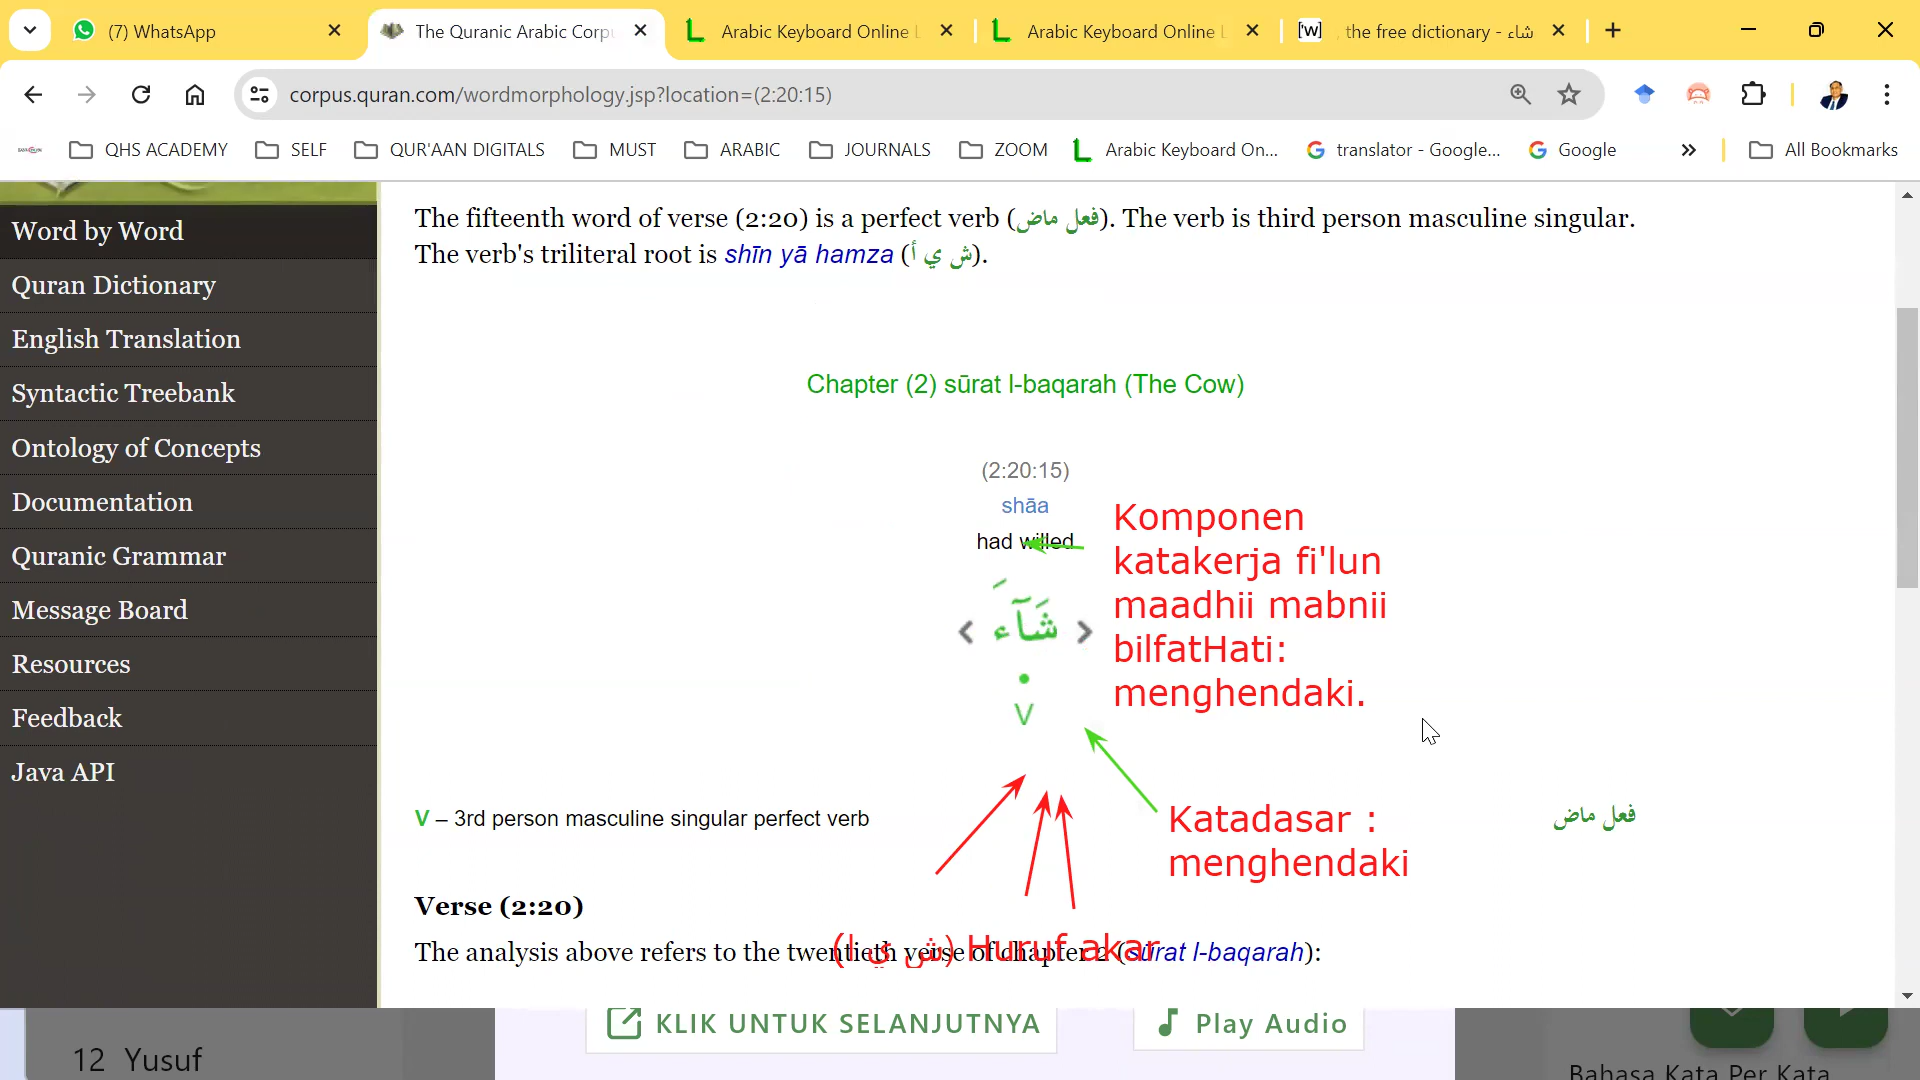 (7) WhatsApp
The Quranic Arabic Corp
Arabic Keyboard Online
Arabic Keyboard Online
شاء - the free dictionary
corpus.quran.com/wordmorphology.jsp?location=(2:20:15)
QHS ACADEMY
SELF
QUR'AAN DIGITALS
MUST
ARABIC
JOURNALS
ZOOM
Arabic Keyboard On...
translator - Google...
Google
All Bookmarks
Word by Word
Quran Dictionary
English Translation
Syntactic Treebank
Ontology of Concepts
Documentation
Quranic Grammar
Message Board
Resources
Feedback
Java API
The fifteenth word of verse (2:20) is a perfect verb (فعل ماض). The verb is third person masculine singular.
The verb's triliteral root is shīn yā hamza (ش ي أ).
Chapter (2) sūrat l-baqarah (The Cow)
(2:20:15)
shāa
had willed
شَآءَ
V
Komponen
katakerja fi'lun
maadhii mabnii
bilfatHati:
menghendaki.
Katadasar :
menghendaki
V – 3rd person masculine singular perfect verb
فعل ماض
Verse (2:20)
The analysis above refers to the twentieth verse of chapter 2 (sūrat l-baqarah):
(ش ي ا) Huruf akar
KLIK UNTUK SELANJUTNYA
Play Audio
12 Yusuf
Bahasa Kata Per Kata